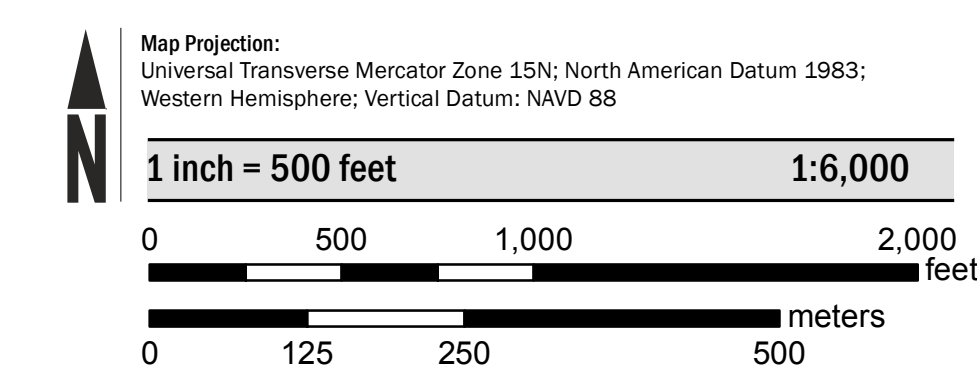 N
Map Projection:
Universal Transverse Mercator Zone 15N; North American Datum 1983;
Western Hemisphere; Vertical Datum: NAVD 88
1 inch = 500 feet 1:6,000
0 500 1,000 2,000
feet
meters
0 125 250 500